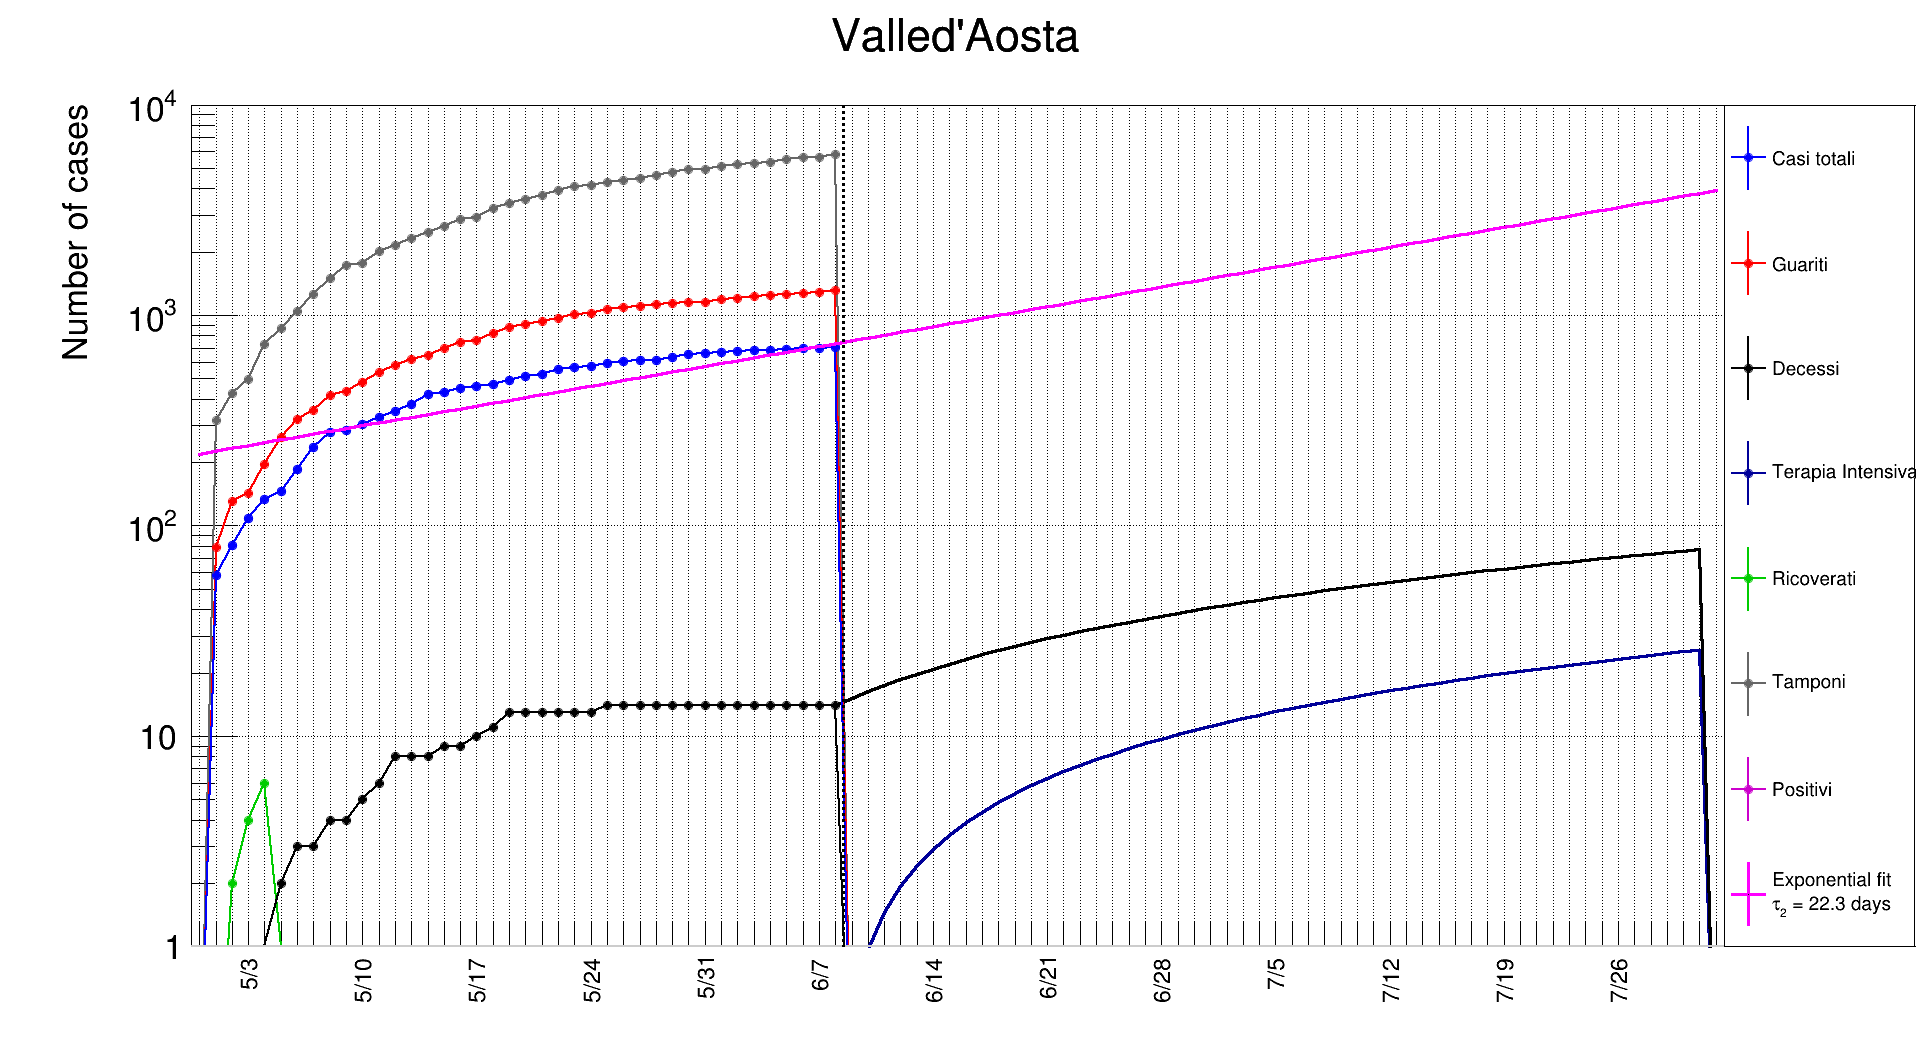 Valled'Aosta
Number of cases
10^4
10^3
10^2
10
1
5/3
5/10
5/17
5/24
5/31
6/7
6/14
6/21
6/28
7/5
7/12
7/19
7/26
Casi totali
Guariti
Decessi
Terapia Intensiva
Ricoverati
Tamponi
Positivi
Exponential fit
τ₂ = 22.3 days